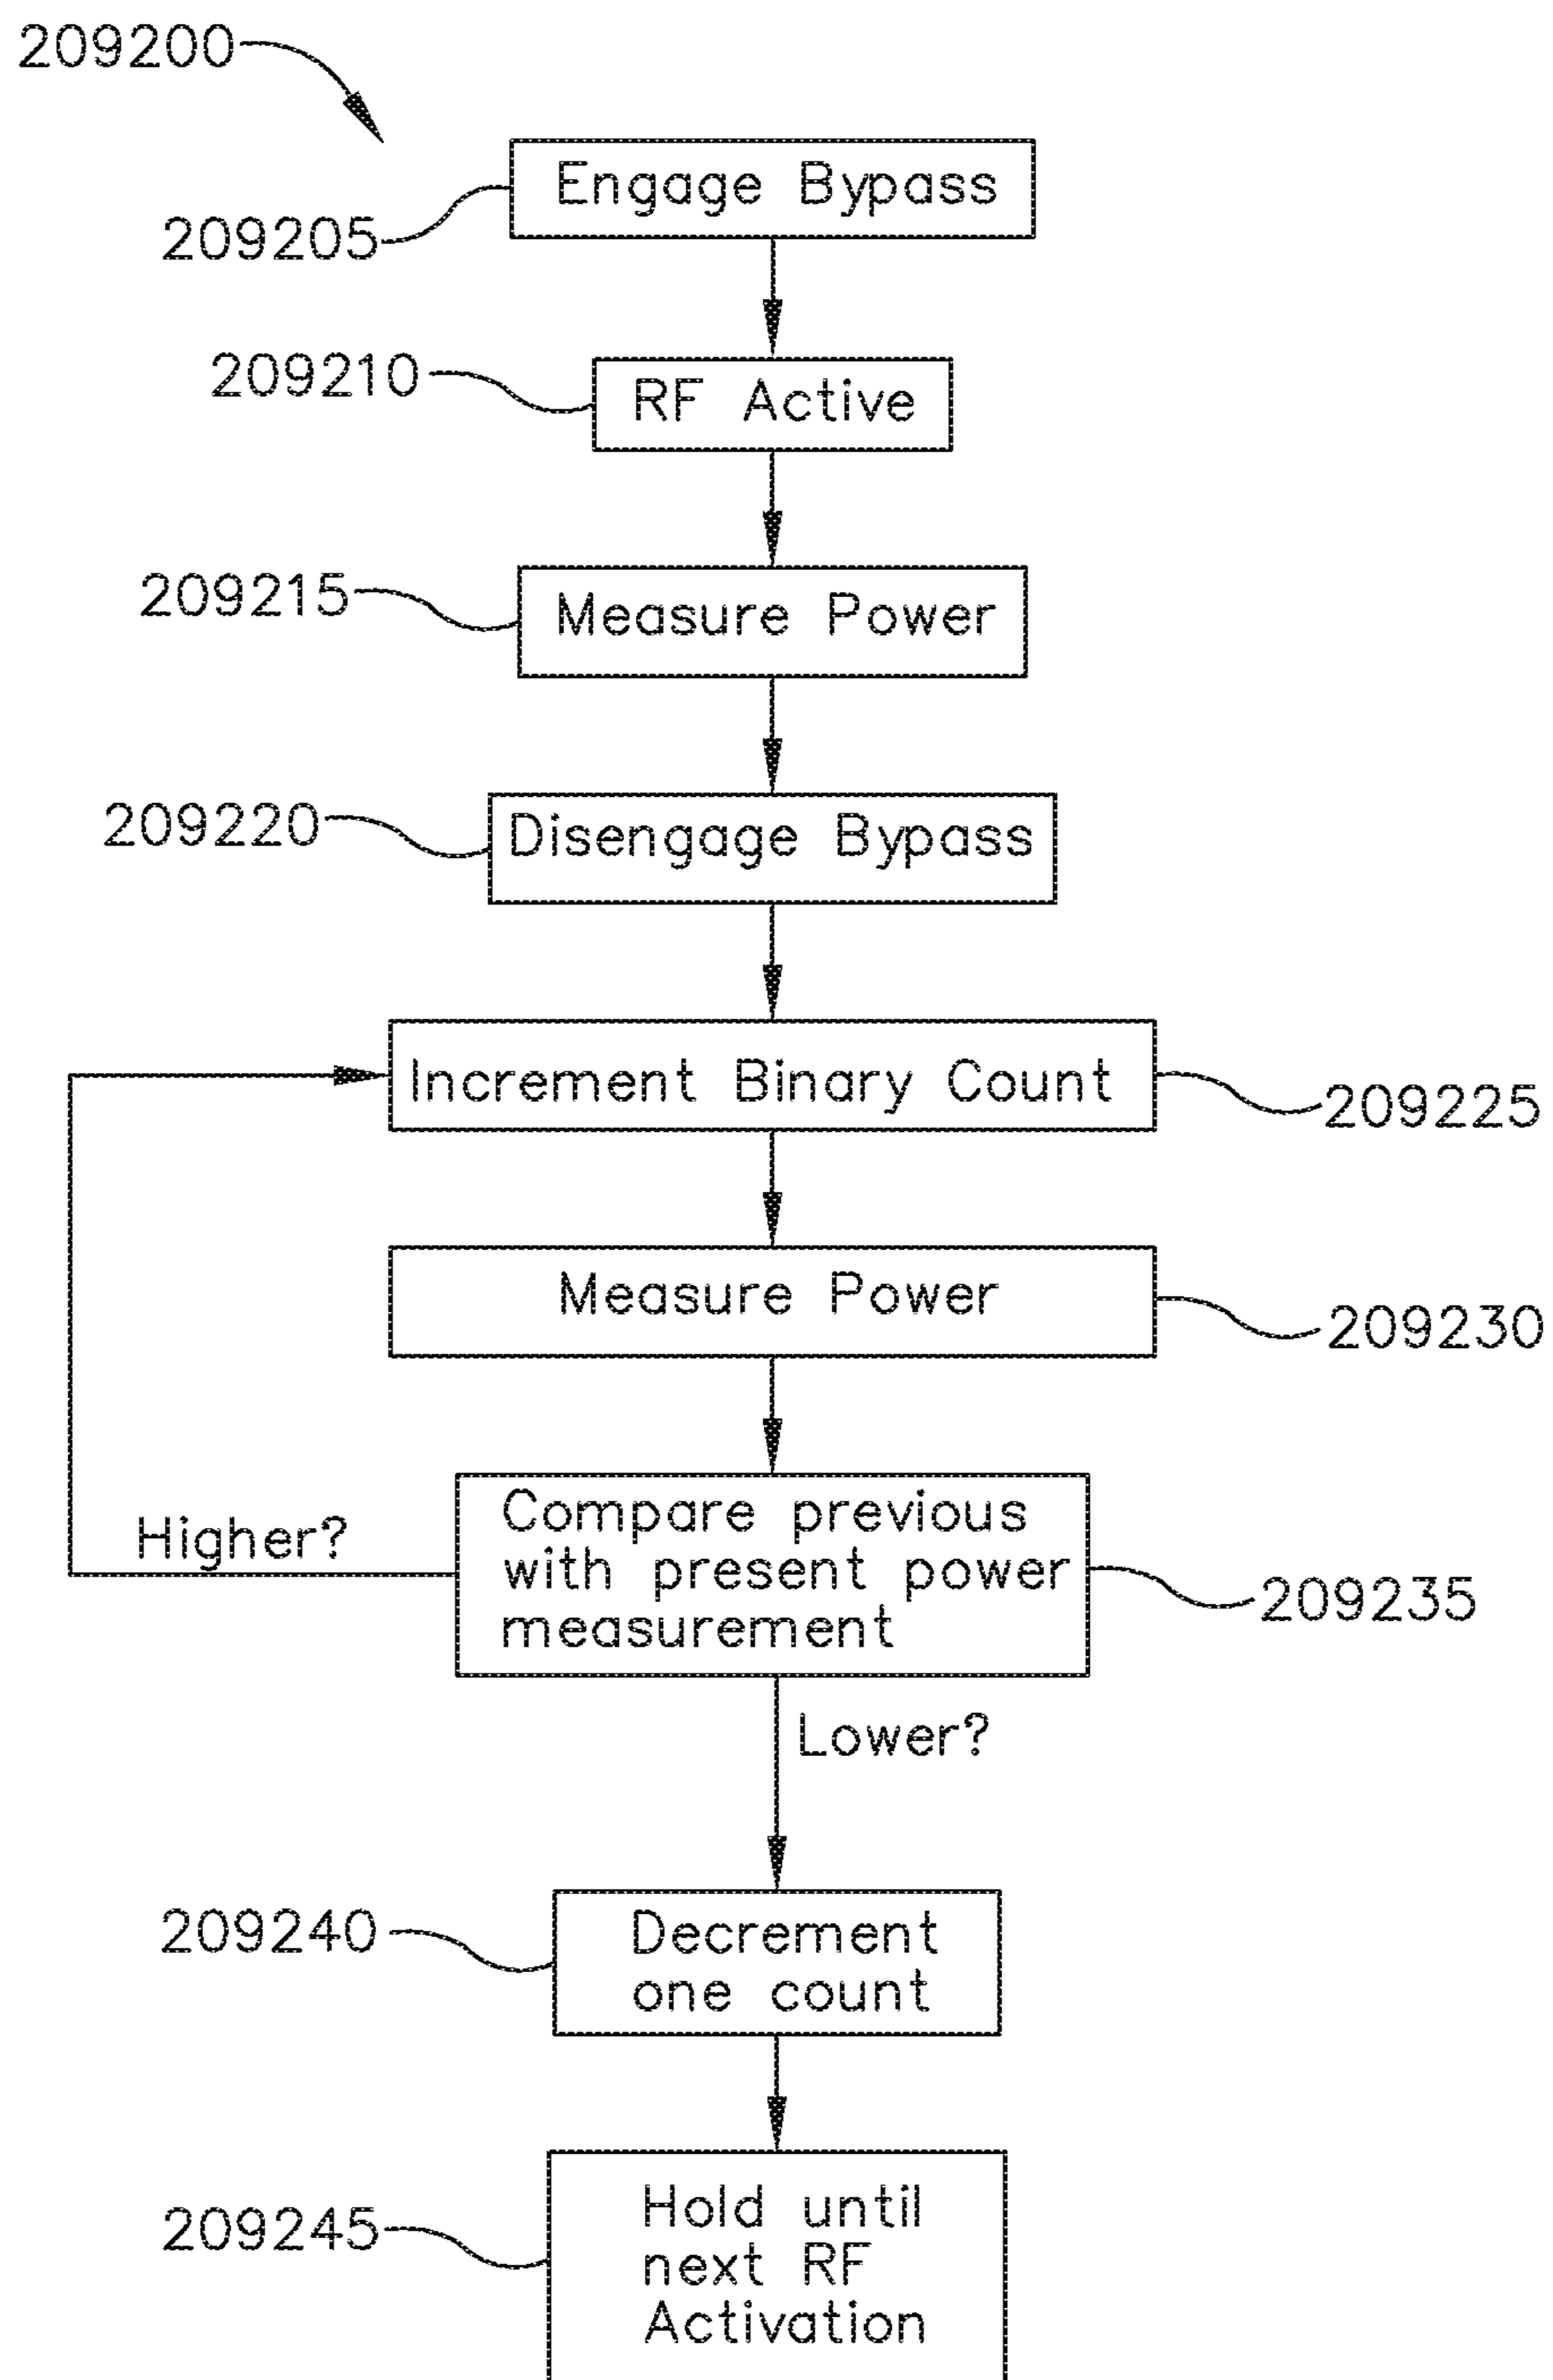 209200
Engage Bypass
209205
209210
RF Active
209215
Measure Power
209220
Disengage Bypass
Increment Binary Count
209225
Measure Power
209230
Compare previous
with present power
measurement
Higher?
209235
Lower?
209240
Decrement
one count
209245
Hold until
next RF
Activation